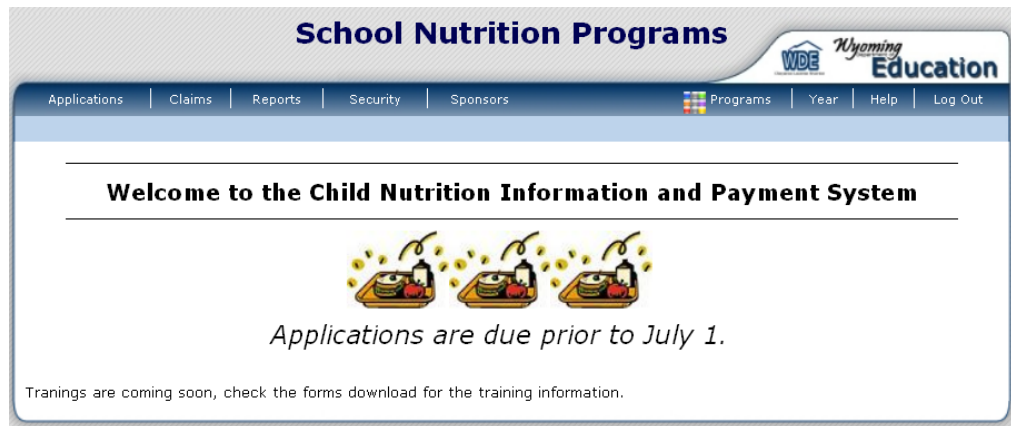 School Nutrition Programs
WDE
Wyoming
Education
Applications | Claims | Reports | Security | Sponsors Programs | Year | Help | Log Out
Welcome to the Child Nutrition Information and Payment System
Applications are due prior to July 1.
Tranings are coming soon, check the forms download for the training information.